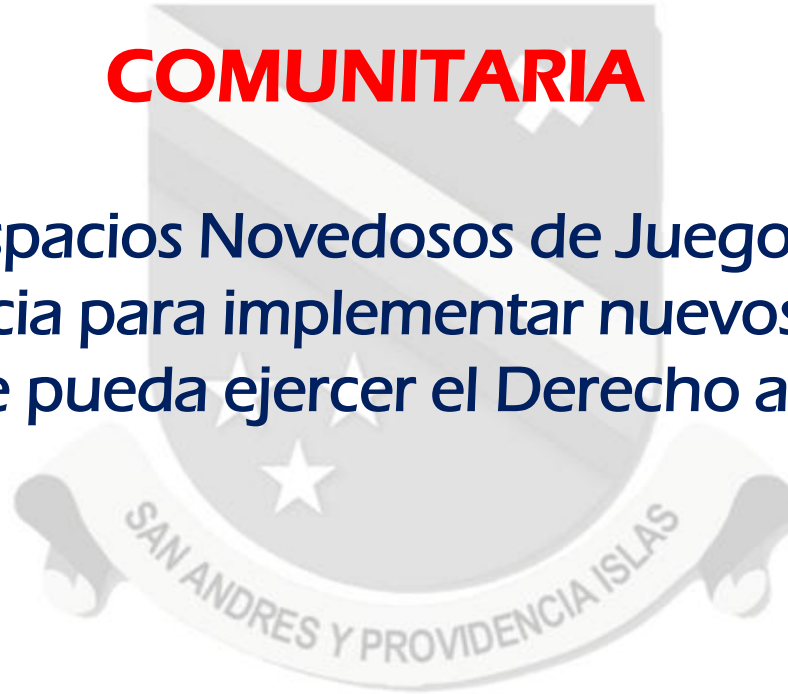 COMUNITARIA
spacios Novedosos de Juego
cia para implementar nuevos
e pueda ejercer el Derecho a
SAN ANDRES Y PROVIDENCIA ISLAS